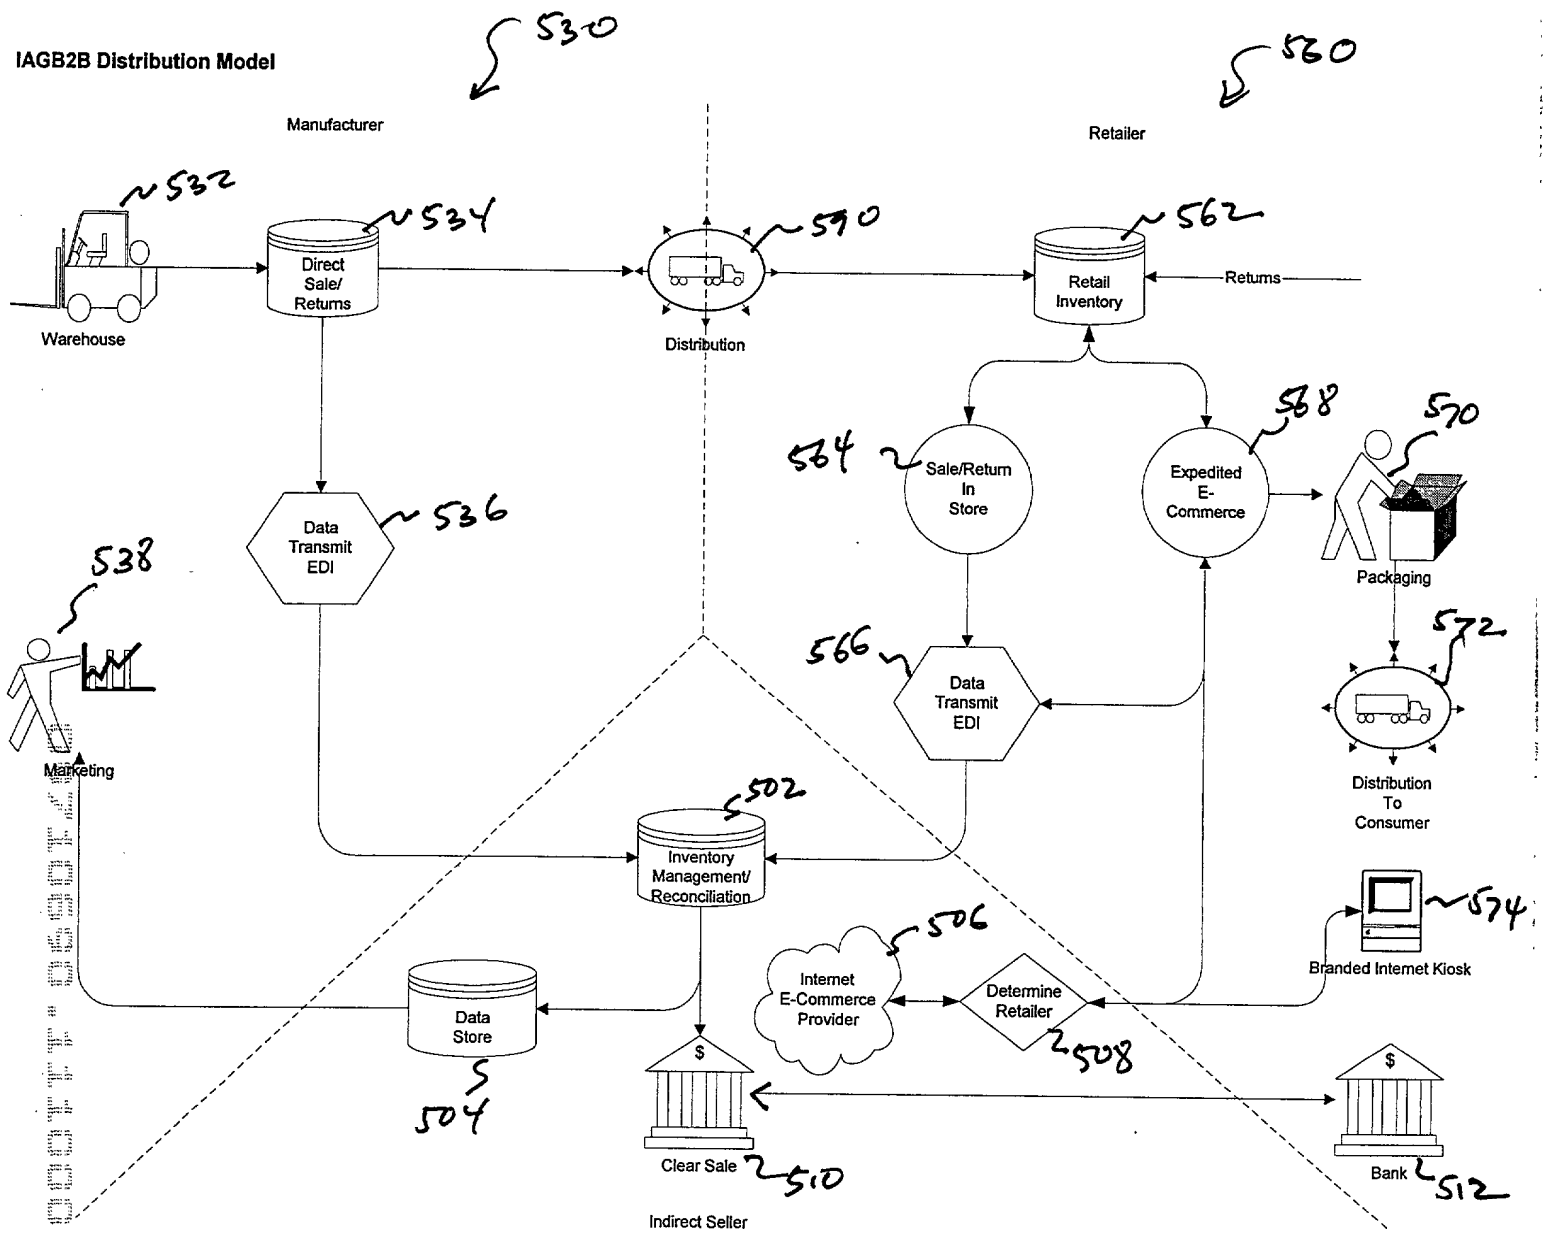 530
560
IAGB2B Distribution Model
Manufacturer
Retailer
532
534
590
562
Direct
Sale/
Returns
Retail
Inventory
Returns
Warehouse
Distribution
564
568
570
Sale/Return
In
Store
Expedited
E-
Commerce
536
Data
Transmit
EDI
538
Packaging
566
572
Data
Transmit
EDI
Marketing
Distribution
To
Consumer
502
Inventory
Management/
Reconciliation
574
Branded Internet Kiosk
506
Internet
E-Commerce
Provider
Determine
Retailer
508
Data
Store
504
$
$
Clear Sale
510
Bank
512
Indirect Seller